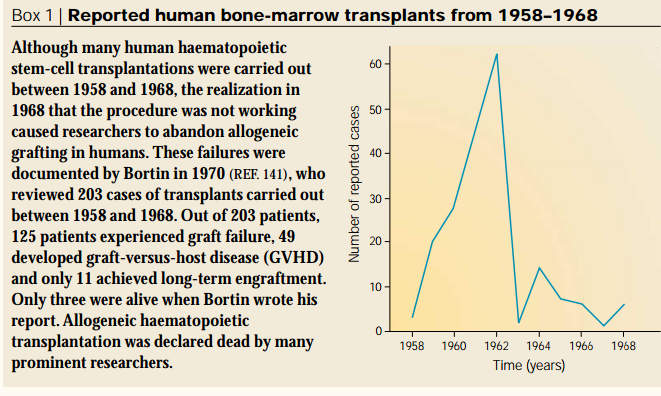 Box 1 | Reported human bone-marrow transplants from 1958–1968
Although many human haematopoietic
stem-cell transplantations were carried out
between 1958 and 1968, the realization in
1968 that the procedure was not working
caused researchers to abandon allogeneic
grafting in humans. These failures were
documented by Bortin in 1970 (REF. 141), who
reviewed 203 cases of transplants carried out
between 1958 and 1968. Out of 203 patients,
125 patients experienced graft failure, 49
developed graft-versus-host disease (GVHD)
and only 11 achieved long-term engraftment.
Only three were alive when Bortin wrote his
report. Allogeneic haematopoietic
transplantation was declared dead by many
prominent researchers.
Number of reported cases
60
50
40
30
20
10
0
1958 1960 1962 1964 1966 1968
Time (years)